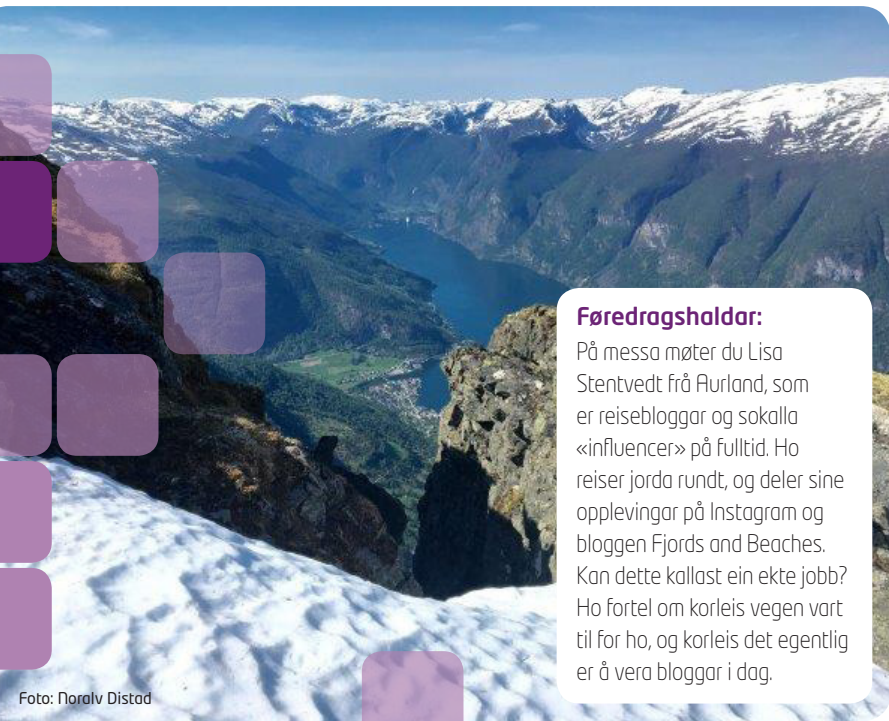 Føredragshaldar:
På messa møter du Lisa
Stentvedt frå Aurland, som
er reisebloggar og sokalla
«influencer» på fulltid. Ho
reiser jorda rundt, og deler sine
opplevingar på Instagram og
bloggen Fjords and Beaches.
Kan dette kallast ein ekte jobb?
Ho fortel om korleis vegen vart
til for ho, og korleis det egentlig
er å vera bloggar i dag.
Foto: Noralv Distad